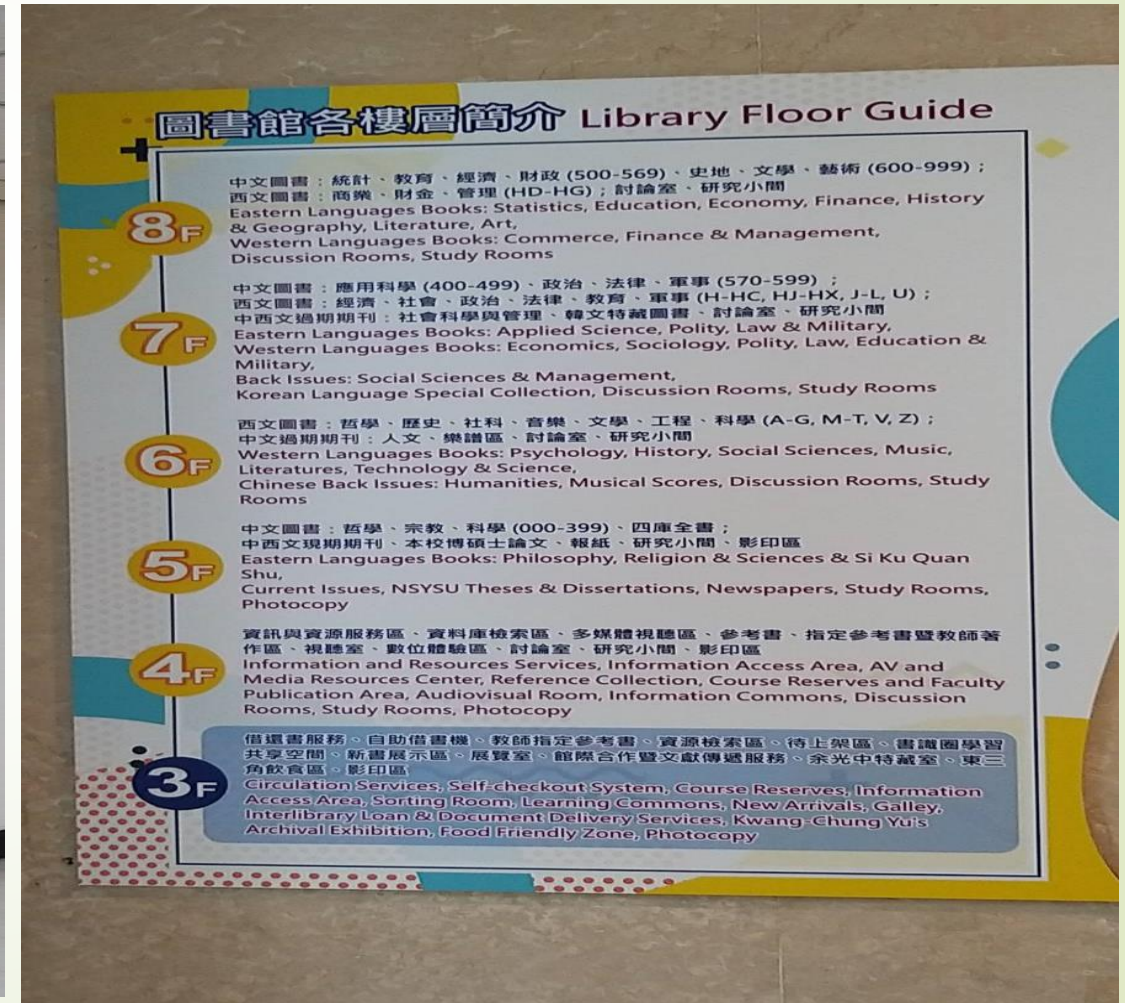 圖書館各樓層簡介 Library Floor Guide
8F
中文圖書：統計、教育、經濟、財政 (500-569)、史地、文學、藝術 (600-999)；
西文圖書：商樂、財金、管理 (HD-HG)；討論室、研究小間
Eastern Languages Books: Statistics, Education, Economy, Finance, History
& Geography, Literature, Art,
Western Languages Books: Commerce, Finance & Management,
Discussion Rooms, Study Rooms
7F
中文圖書：應用科學 (400-499)、政治、法律、軍事 (570-599)；
西文圖書：經濟、社會、政治、法律、教育、軍事 (H-HC, HJ-HX, J-L, U)；
中西文過期期刊：社會科學與管理、韓文特藏圖書、討論室、研究小間
Eastern Languages Books: Applied Science, Polity, Law & Military,
Western Languages Books: Economics, Sociology, Polity, Law, Education &
Military,
Back Issues: Social Sciences & Management,
Korean Language Special Collection, Discussion Rooms, Study Rooms
6F
西文圖書：哲學、歷史、社科、音樂、文學、工程、科學 (A-G, M-T, V, Z)；
中文過期期刊：人文、樂譜區、討論室、研究小間
Western Languages Books: Psychology, History, Social Sciences, Music,
Literatures, Technology & Science,
Chinese Back Issues: Humanities, Musical Scores, Discussion Rooms, Study
Rooms
5F
中文圖書：哲學、宗教、科學 (000-399)、四庫全書；
中西文現期期刊、本校博碩士論文、報紙、研究小間、影印區
Eastern Languages Books: Philosophy, Religion & Sciences & Si Ku Quan
Shu,
Current Issues, NSYSU Theses & Dissertations, Newspapers, Study Rooms,
Photocopy
4F
資訊與資源服務區、資料庫檢索區、多媒體視聽區、參考書、指定參考書暨教師著
作區、視聽室、數位體驗區、討論室、研究小間、影印區
Information and Resources Services, Information Access Area, AV and
Media Resources Center, Reference Collection, Course Reserves and Faculty
Publication Area, Audiovisual Room, Information Commons, Discussion
Rooms, Study Rooms, Photocopy
3F
借還書服務、自助借書機、教師指定參考書、資源檢索區、待上架區、書識圈學習
共享空間、新書展示區、展覽室、館際合作暨文獻傳遞服務、余光中特藏室、東三
角飲食區、影印區
Circulation Services, Self-checkout System, Course Reserves, Information
Access Area, Sorting Room, Learning Commons, New Arrivals, Galley,
Interlibrary Loan & Document Delivery Services, Kwang-Chung Yu's
Archival Exhibition, Food Friendly Zone, Photocopy